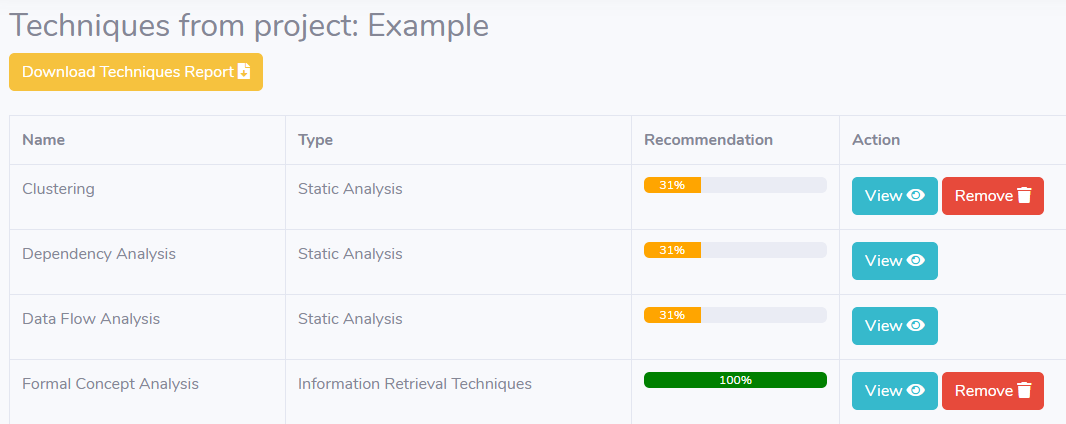 Techniques from project: Example
Download Techniques Report
Name Type Recommendation Action
Clustering Static Analysis 31% View Remove
Dependency Analysis Static Analysis 31% View
Data Flow Analysis Static Analysis 31% View
Formal Concept Analysis Information Retrieval Techniques 100% View Remove